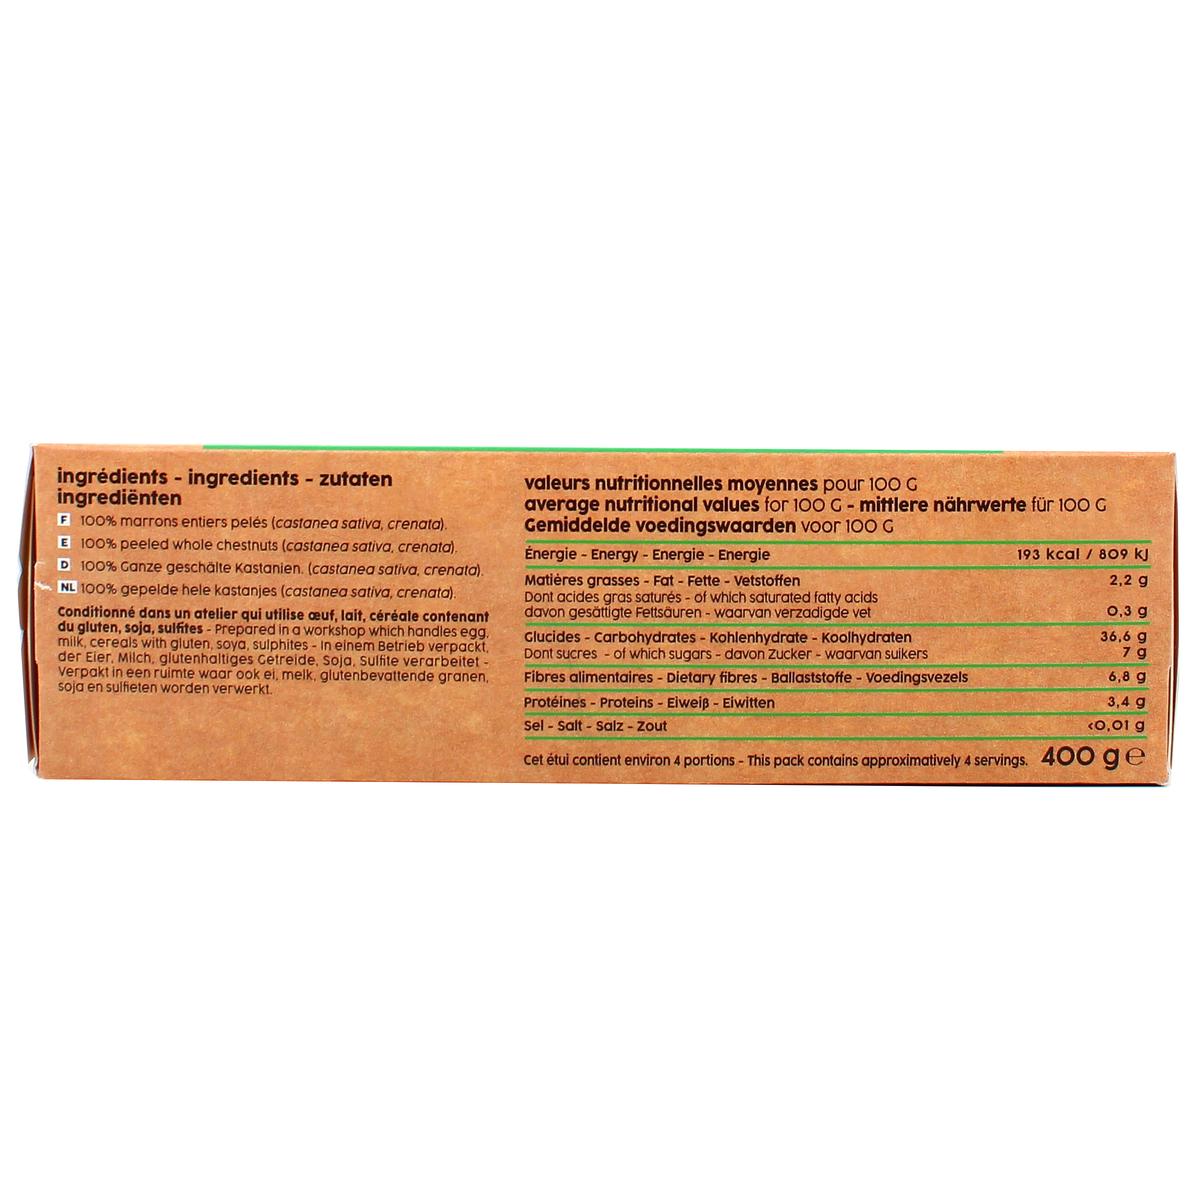 ingrédients - ingredients - zutaten
ingrediënten
F 100% marrons entiers pelés (castanea sativa, crenata).
E 100% peeled whole chestnuts (castanea sativa, crenata).
D 100% Ganze geschälte Kastanien. (castanea sativa, crenata).
NL 100% gepelde hele kastanjes (castanea sativa, crenata).
Conditionné dans un atelier qui utilise œuf, lait, céréale contenant
du gluten, soja, sulfites - Prepared in a workshop which handles egg,
milk, cereals with gluten, soya, sulphites - In einem Betrieb verpackt,
der Eier, Milch, glutenhaltiges Getreide, Soja, Sulfite verarbeitet -
Verpakt in een ruimte waar ook ei, melk, glutenbevattende granen,
soja en sulfieten worden verwerkt.
valeurs nutritionnelles moyennes pour 100 G
average nutritional values for 100 G - mittlere nährwerte für 100 G
Gemiddelde voedingswaarden voor 100 G
Énergie - Energy - Energie - Energie 193 kcal / 809 kJ
Matières grasses - Fat - Fette - Vetstoffen 2,2 g
Dont acides gras saturés - of which saturated fatty acids
davon gesättigte Fettsäuren - waarvan verzadigde vet 0,3 g
Glucides - Carbohydrates - Kohlenhydrate - Koolhydraten 36,6 g
Dont sucres - of which sugars - davon Zucker - waarvan suikers 7 g
Fibres alimentaires - Dietary fibres - Ballaststoffe - Voedingsvezels 6,8 g
Protéines - Proteins - Eiweiß - Eiwitten 3,4 g
Sel - Salt - Salz - Zout <0,01 g
Cet étui contient environ 4 portions - This pack contains approximatively 4 servings. 400 g ℮